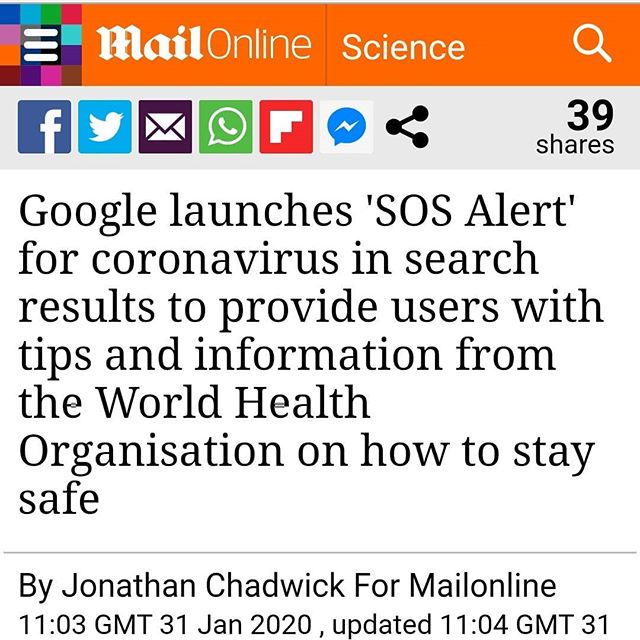 Mail Online Science
39
shares
Google launches 'SOS Alert'
for coronavirus in search
results to provide users with
tips and information from
the World Health
Organisation on how to stay
safe
By Jonathan Chadwick For Mailonline
11:03 GMT 31 Jan 2020 , updated 11:04 GMT 31